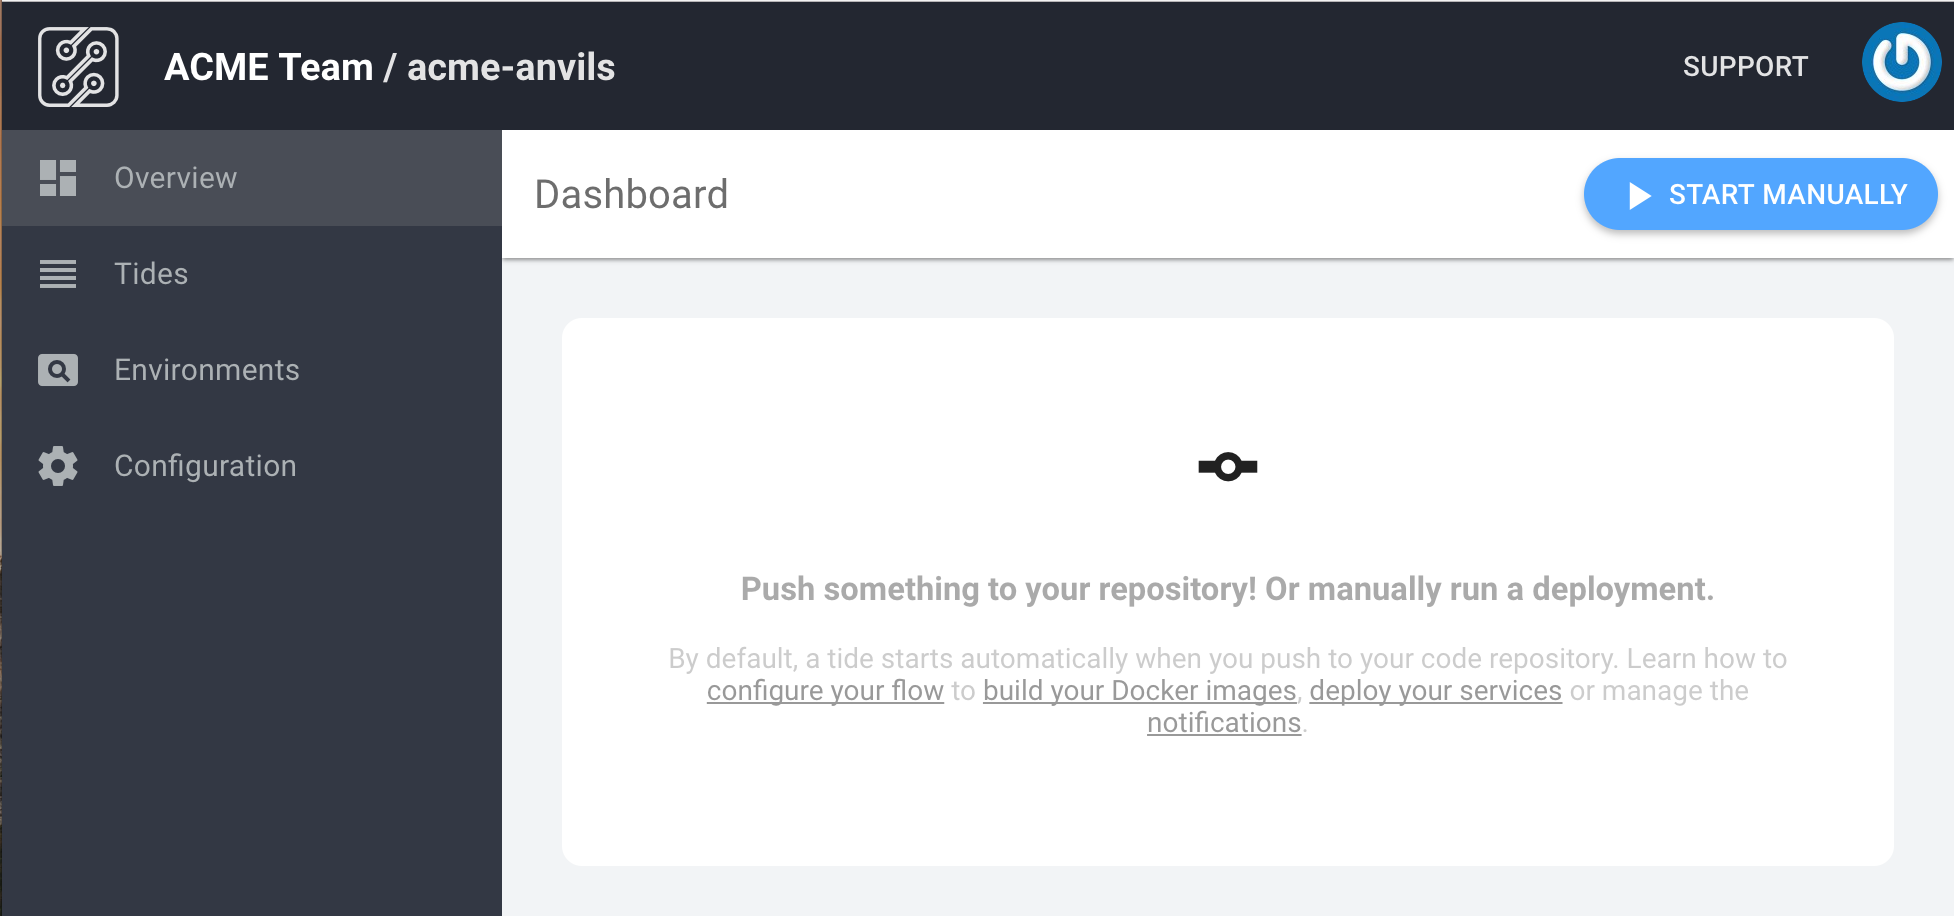 ACME Team / acme-anvils
SUPPORT
Overview
Tides
Environments
Configuration
Dashboard
START MANUALLY
Push something to your repository! Or manually run a deployment.
By default, a tide starts automatically when you push to your code repository. Learn how to
configure your flow to build your Docker images, deploy your services or manage the
notifications.